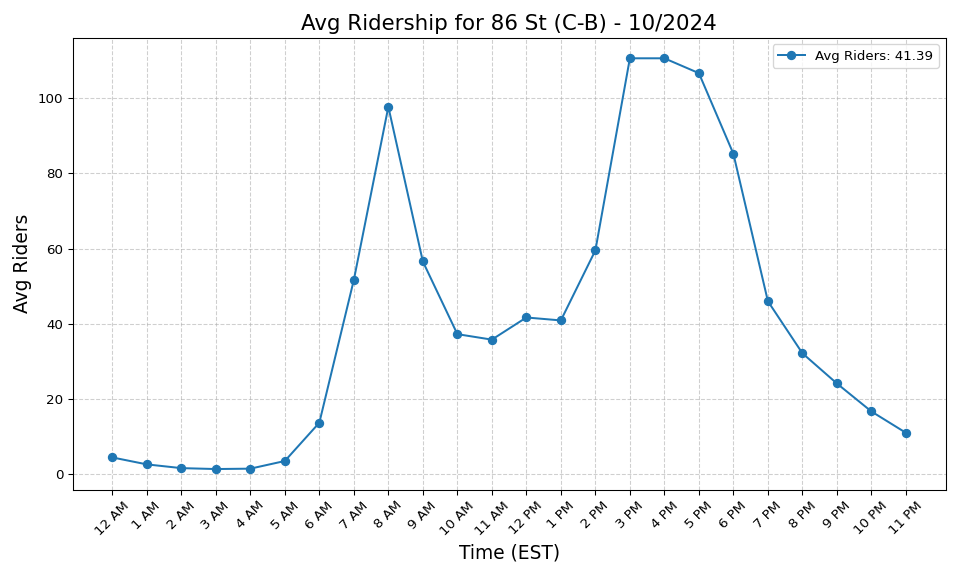 Avg Ridership for 86 St (C-B) - 10/2024
Avg Riders: 41.39
Avg Riders
100
80
60
40
20
0
12 AM
1 AM
2 AM
3 AM
4 AM
5 AM
6 AM
7 AM
8 AM
9 AM
10 AM
11 AM
12 PM
1 PM
2 PM
3 PM
4 PM
5 PM
6 PM
7 PM
8 PM
9 PM
10 PM
11 PM
Time (EST)